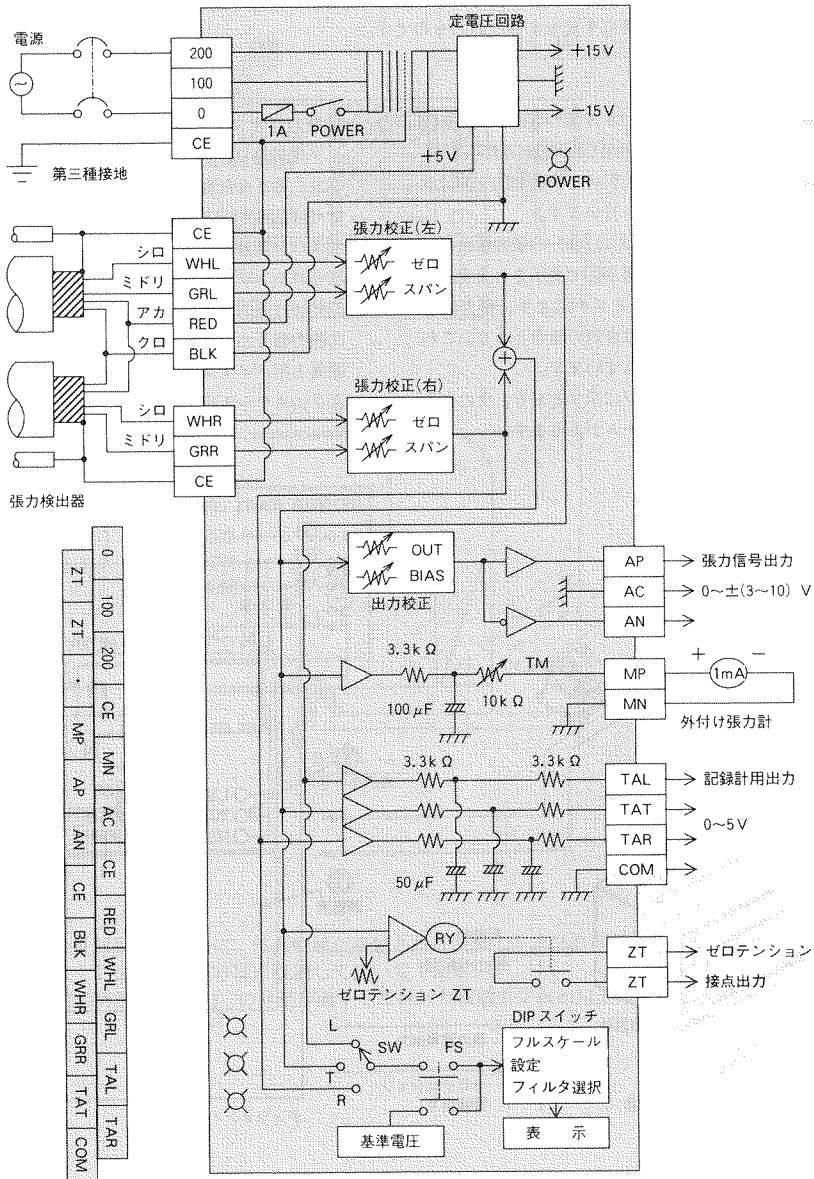 電源
200
100
0
CE
第三種接地
1A
POWER
定電圧回路
+15V
-15V
+5V
POWER
CE
シロ
WHL
ミドリ
GRL
アカ
RED
クロ
BLK
シロ
WHR
ミドリ
GRR
CE
張力検出器
張力校正(左)
ゼロ
スパン
+
張力校正(右)
ゼロ
スパン
OUT
BIAS
出力校正
AP
張力信号出力
AC
0~±(3~10) V
AN
3.3kΩ
TM
10kΩ
100μF
MP
MN
+
-
1mA
外付け張力計
3.3kΩ
3.3kΩ
50μF
TAL
記録計用出力
TAT
0~5V
TAR
COM
RY
ゼロテンション ZT
ZT
ゼロテンション
ZT
接点出力
L
T
R
SW
FS
DIPスイッチ
フルスケール
設定
フィルタ選択
基準電圧
表 示
0
100
200
CE
MN
AC
CE
RED
WHL
GRL
TAL
TAR
ZT
ZT
・
MP
AP
AN
CE
BLK
WHR
GRR
TAT
COM